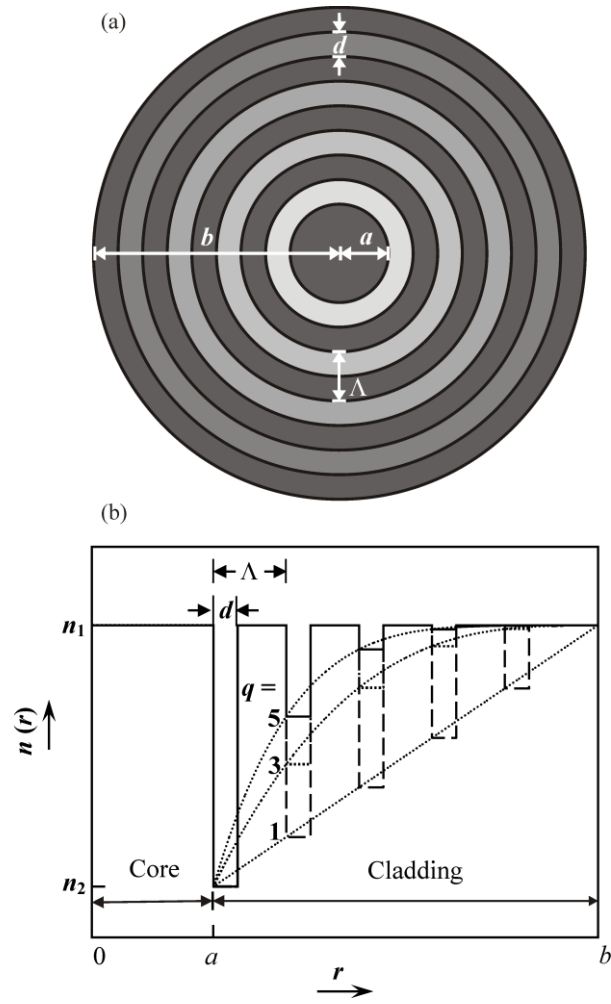 (a)
d
b
a
Λ
(b)
Λ
d
n1
q =
5
3
1
n (r)
n2
Core
Cladding
0
a
r
b